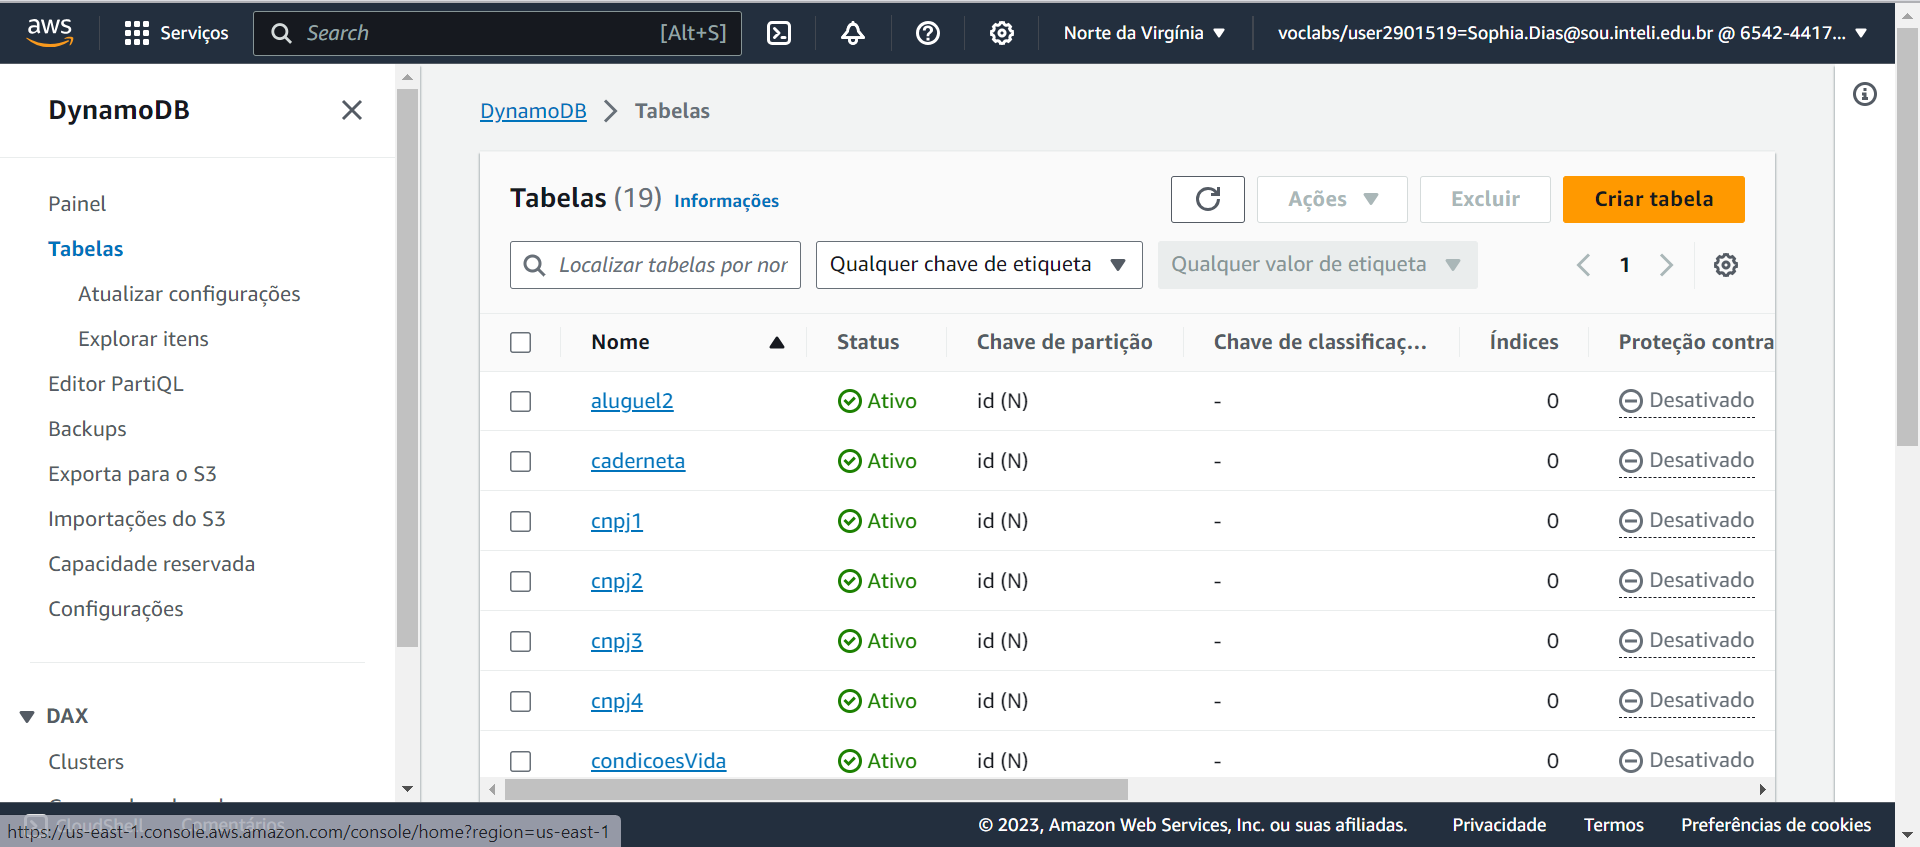 aws
Serviços
Search
[Alt+S]
Norte da Virgínia
voclabs/user2901519=Sophia.Dias@sou.inteli.edu.br @ 6542-4417...
DynamoDB
Painel
Tabelas
Atualizar configurações
Explorar itens
Editor PartiQL
Backups
Exporta para o S3
Importações do S3
Capacidade reservada
Configurações
DAX
Clusters
DynamoDB > Tabelas
Tabelas (19) Informações
Ações
Excluir
Criar tabela
Localizar tabelas por nor
Qualquer chave de etiqueta
Qualquer valor de etiqueta
1
Nome Status Chave de partição Chave de classificaç... Índices Proteção contra
aluguel2 Ativo id (N) - 0 Desativado
caderneta Ativo id (N) - 0 Desativado
cnpj1 Ativo id (N) - 0 Desativado
cnpj2 Ativo id (N) - 0 Desativado
cnpj3 Ativo id (N) - 0 Desativado
cnpj4 Ativo id (N) - 0 Desativado
condicoesVida Ativo id (N) - 0 Desativado
CloudShell Comentários
https://us-east-1.console.aws.amazon.com/console/home?region=us-east-1
© 2023, Amazon Web Services, Inc. ou suas afiliadas. Privacidade Termos Preferências de cookies